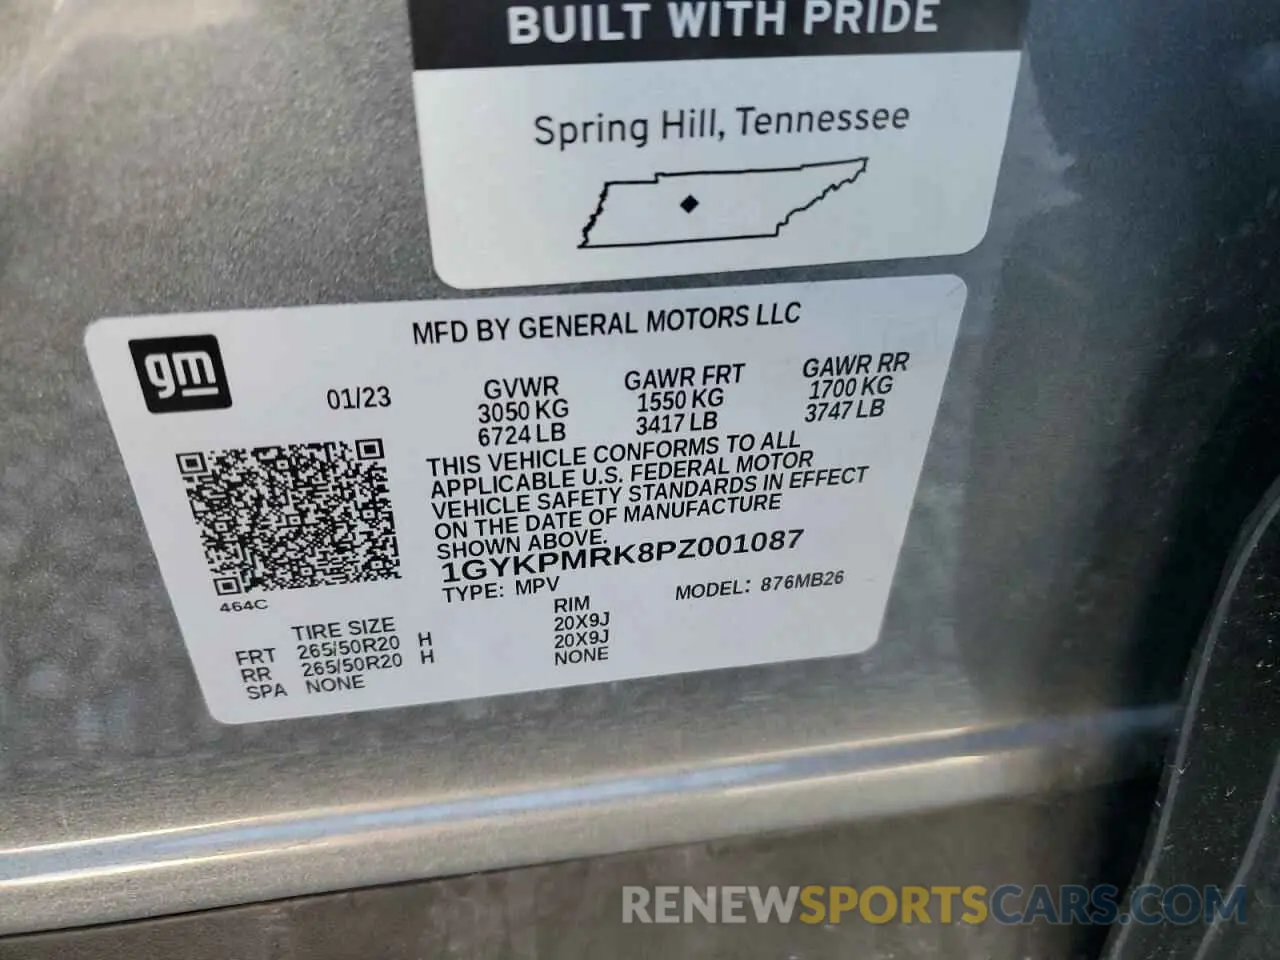 BUILT WITH PRIDE
Spring Hill, Tennessee
MFD BY GENERAL MOTORS LLC
gm
01/23
GVWR GAWR FRT GAWR RR
3050 KG 1550 KG 1700 KG
6724 LB 3417 LB 3747 LB
THIS VEHICLE CONFORMS TO ALL
APPLICABLE U.S. FEDERAL MOTOR
VEHICLE SAFETY STANDARDS IN EFFECT
ON THE DATE OF MANUFACTURE
SHOWN ABOVE.
1GYKPMRK8PZ001087
TYPE: MPV MODEL: 876MB26
464C
TIRE SIZE RIM
FRT 265/50R20 H 20X9J
RR 265/50R20 H 20X9J
SPA NONE NONE
RENEWSPORTSCARS.COM